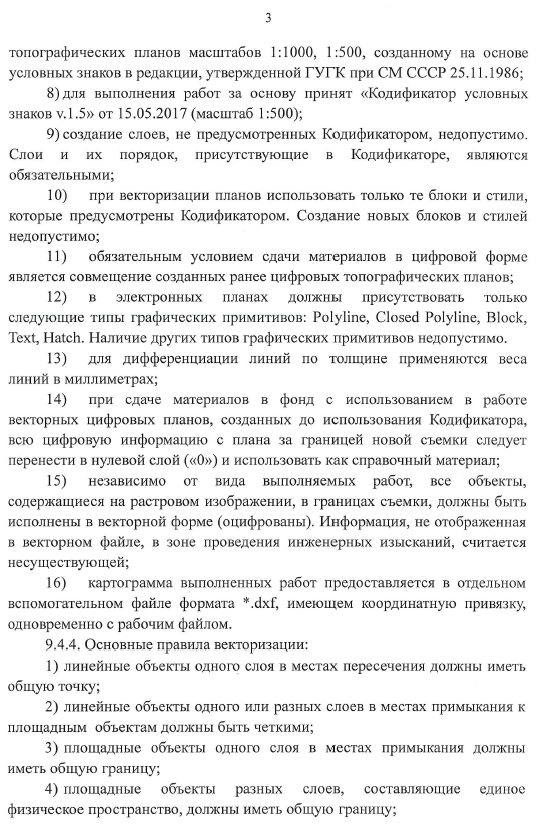 3
топографических планов масштабов 1:1000, 1:500, созданному на основе
условных знаков в редакции, утвержденной ГУГК при СМ СССР 25.11.1986;
8) для выполнения работ за основу принят «Кодификатор условных
знаков v.1.5» от 15.05.2017 (масштаб 1:500);
9) создание слоев, не предусмотренных Кодификатором, недопустимо.
Слои и их порядок, присутствующие в Кодификаторе, являются
обязательными;
10) при векторизации планов использовать только те блоки и стили,
которые предусмотрены Кодификатором. Создание новых блоков и стилей
недопустимо;
11) обязательным условием сдачи материалов в цифровой форме
является совмещение созданных ранее цифровых топографических планов;
12) в электронных планах должны присутствовать только
следующие типы графических примитивов: Polyline, Closed Polyline, Block,
Text, Hatch. Наличие других типов графических примитивов недопустимо.
13) для дифференциации линий по толщине применяются веса
линий в миллиметрах;
14) при сдаче материалов в фонд с использованием в работе
векторных цифровых планов, созданных до использования Кодификатора,
всю цифровую информацию с плана за границей новой съемки следует
перенести в нулевой слой («0») и использовать как справочный материал;
15) независимо от вида выполняемых работ, все объекты,
содержащиеся на растровом изображении, в границах съемки, должны быть
исполнены в векторной форме (оцифрованы). Информация, не отображенная
в векторном файле, в зоне проведения инженерных изысканий, считается
несуществующей;
16) картограмма выполненных работ предоставляется в отдельном
вспомогательном файле формата *.dxf, имеющем координатную привязку,
одновременно с рабочим файлом.
9.4.4. Основные правила векторизации:
1) линейные объекты одного слоя в местах пересечения должны иметь
общую точку;
2) линейные объекты одного или разных слоев в местах примыкания к
площадным объектам должны быть четкими;
3) площадные объекты одного слоя в местах примыкания должны
иметь общую границу;
4) площадные объекты разных слоев, составляющие единое
физическое пространство, должны иметь общую границу;